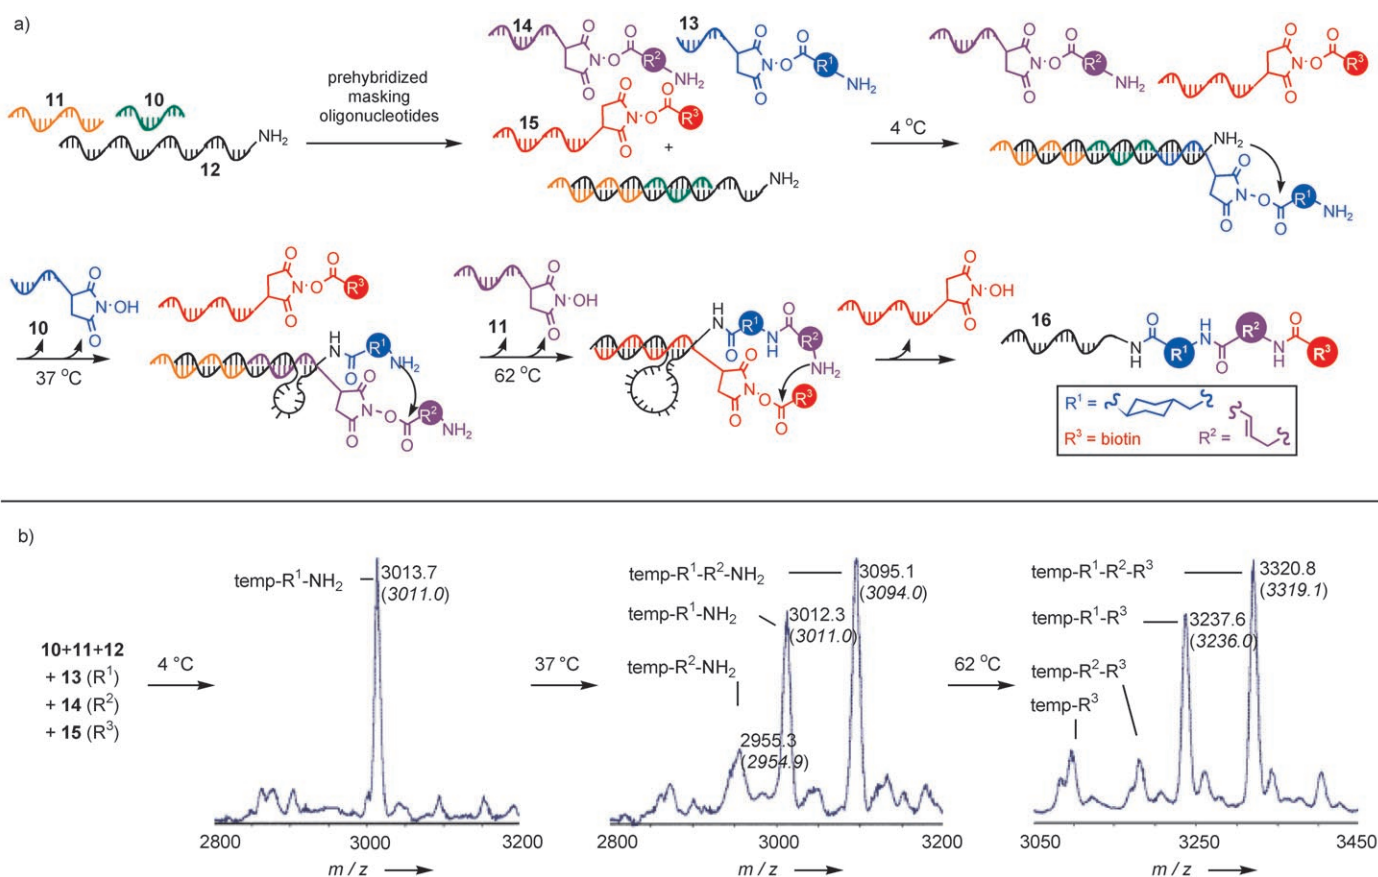 a)
11
10
12
NH2
prehybridized
masking
oligonucleotides
14
13
15
O
O
N
O
R2
NH2
O
O
N
O
R1
NH2
O
O
N
O
R3
+
NH2
4 °C
O
O
N
O
R2
NH2
O
O
N
O
R3
NH2
O
O
N
O
R1
NH2
10
37 °C
O
O
N
OH
O
O
N
O
R3
H
N
O
R1
NH2
O
O
N
O
R2
NH2
11
62 °C
O
O
N
OH
H
N
O
R1
N
H
O
R2
NH2
O
O
N
O
R3
O
O
N
OH
16
N
H
O
R1
H
N
O
R2
N
H
O
R3
R1 =
R3 = biotin
R2 =
b)
10+11+12
+ 13 (R1)
+ 14 (R2)
+ 15 (R3)
4 °C
temp-R1-NH2
3013.7
(3011.0)
2800
3000
3200
m / z
37 °C
temp-R1-R2-NH2
3095.1
(3094.0)
temp-R1-NH2
3012.3
(3011.0)
temp-R2-NH2
2955.3
(2954.9)
2800
3000
3200
m / z
62 °C
temp-R1-R2-R3
3320.8
(3319.1)
temp-R1-R3
3237.6
(3236.0)
temp-R2-R3
temp-R3
3050
3250
3450
m / z